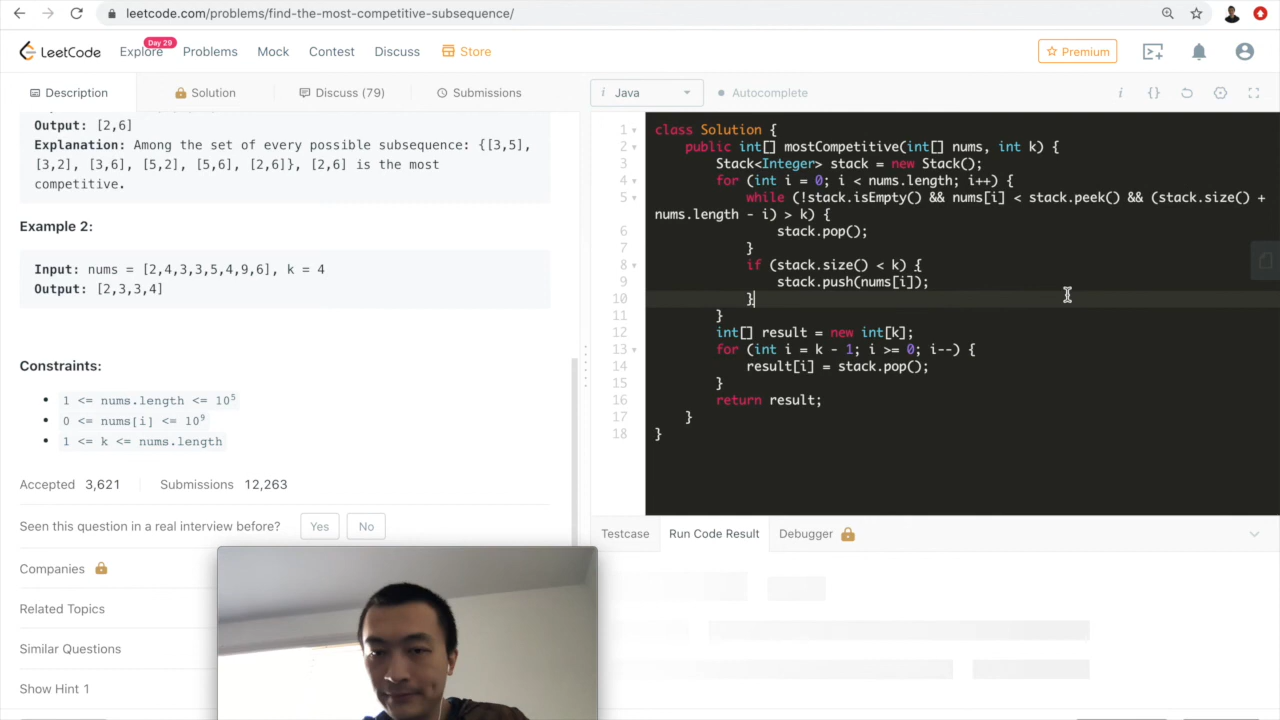 leetcode.com/problems/find-the-most-competitive-subsequence/
LeetCode
Explore
Day 29
Problems
Mock
Contest
Discuss
Store
Premium
Description
Solution
Discuss (79)
Submissions
i Java
Autocomplete
Output: [2,6]
Explanation: Among the set of every possible subsequence: {[3,5],
[3,2], [3,6], [5,2], [5,6], [2,6]}, [2,6] is the most
competitive.
Example 2:
Input: nums = [2,4,3,3,5,4,9,6], k = 4
Output: [2,3,3,4]
Constraints:
1 <= nums.length <= 10^5
0 <= nums[i] <= 10^9
1 <= k <= nums.length
Accepted 3,621
Submissions 12,263
Seen this question in a real interview before?
Yes
No
Companies
Related Topics
Similar Questions
Show Hint 1
1 class Solution {
2 public int[] mostCompetitive(int[] nums, int k) {
3 Stack<Integer> stack = new Stack();
4 for (int i = 0; i < nums.length; i++) {
5 while (!stack.isEmpty() && nums[i] < stack.peek() && (stack.size() +
nums.length - i) > k) {
6 stack.pop();
7 }
8 if (stack.size() < k) {
9 stack.push(nums[i]);
10 }
11 }
12 int[] result = new int[k];
13 for (int i = k - 1; i >= 0; i--) {
14 result[i] = stack.pop();
15 }
16 return result;
17 }
18 }
Testcase
Run Code Result
Debugger